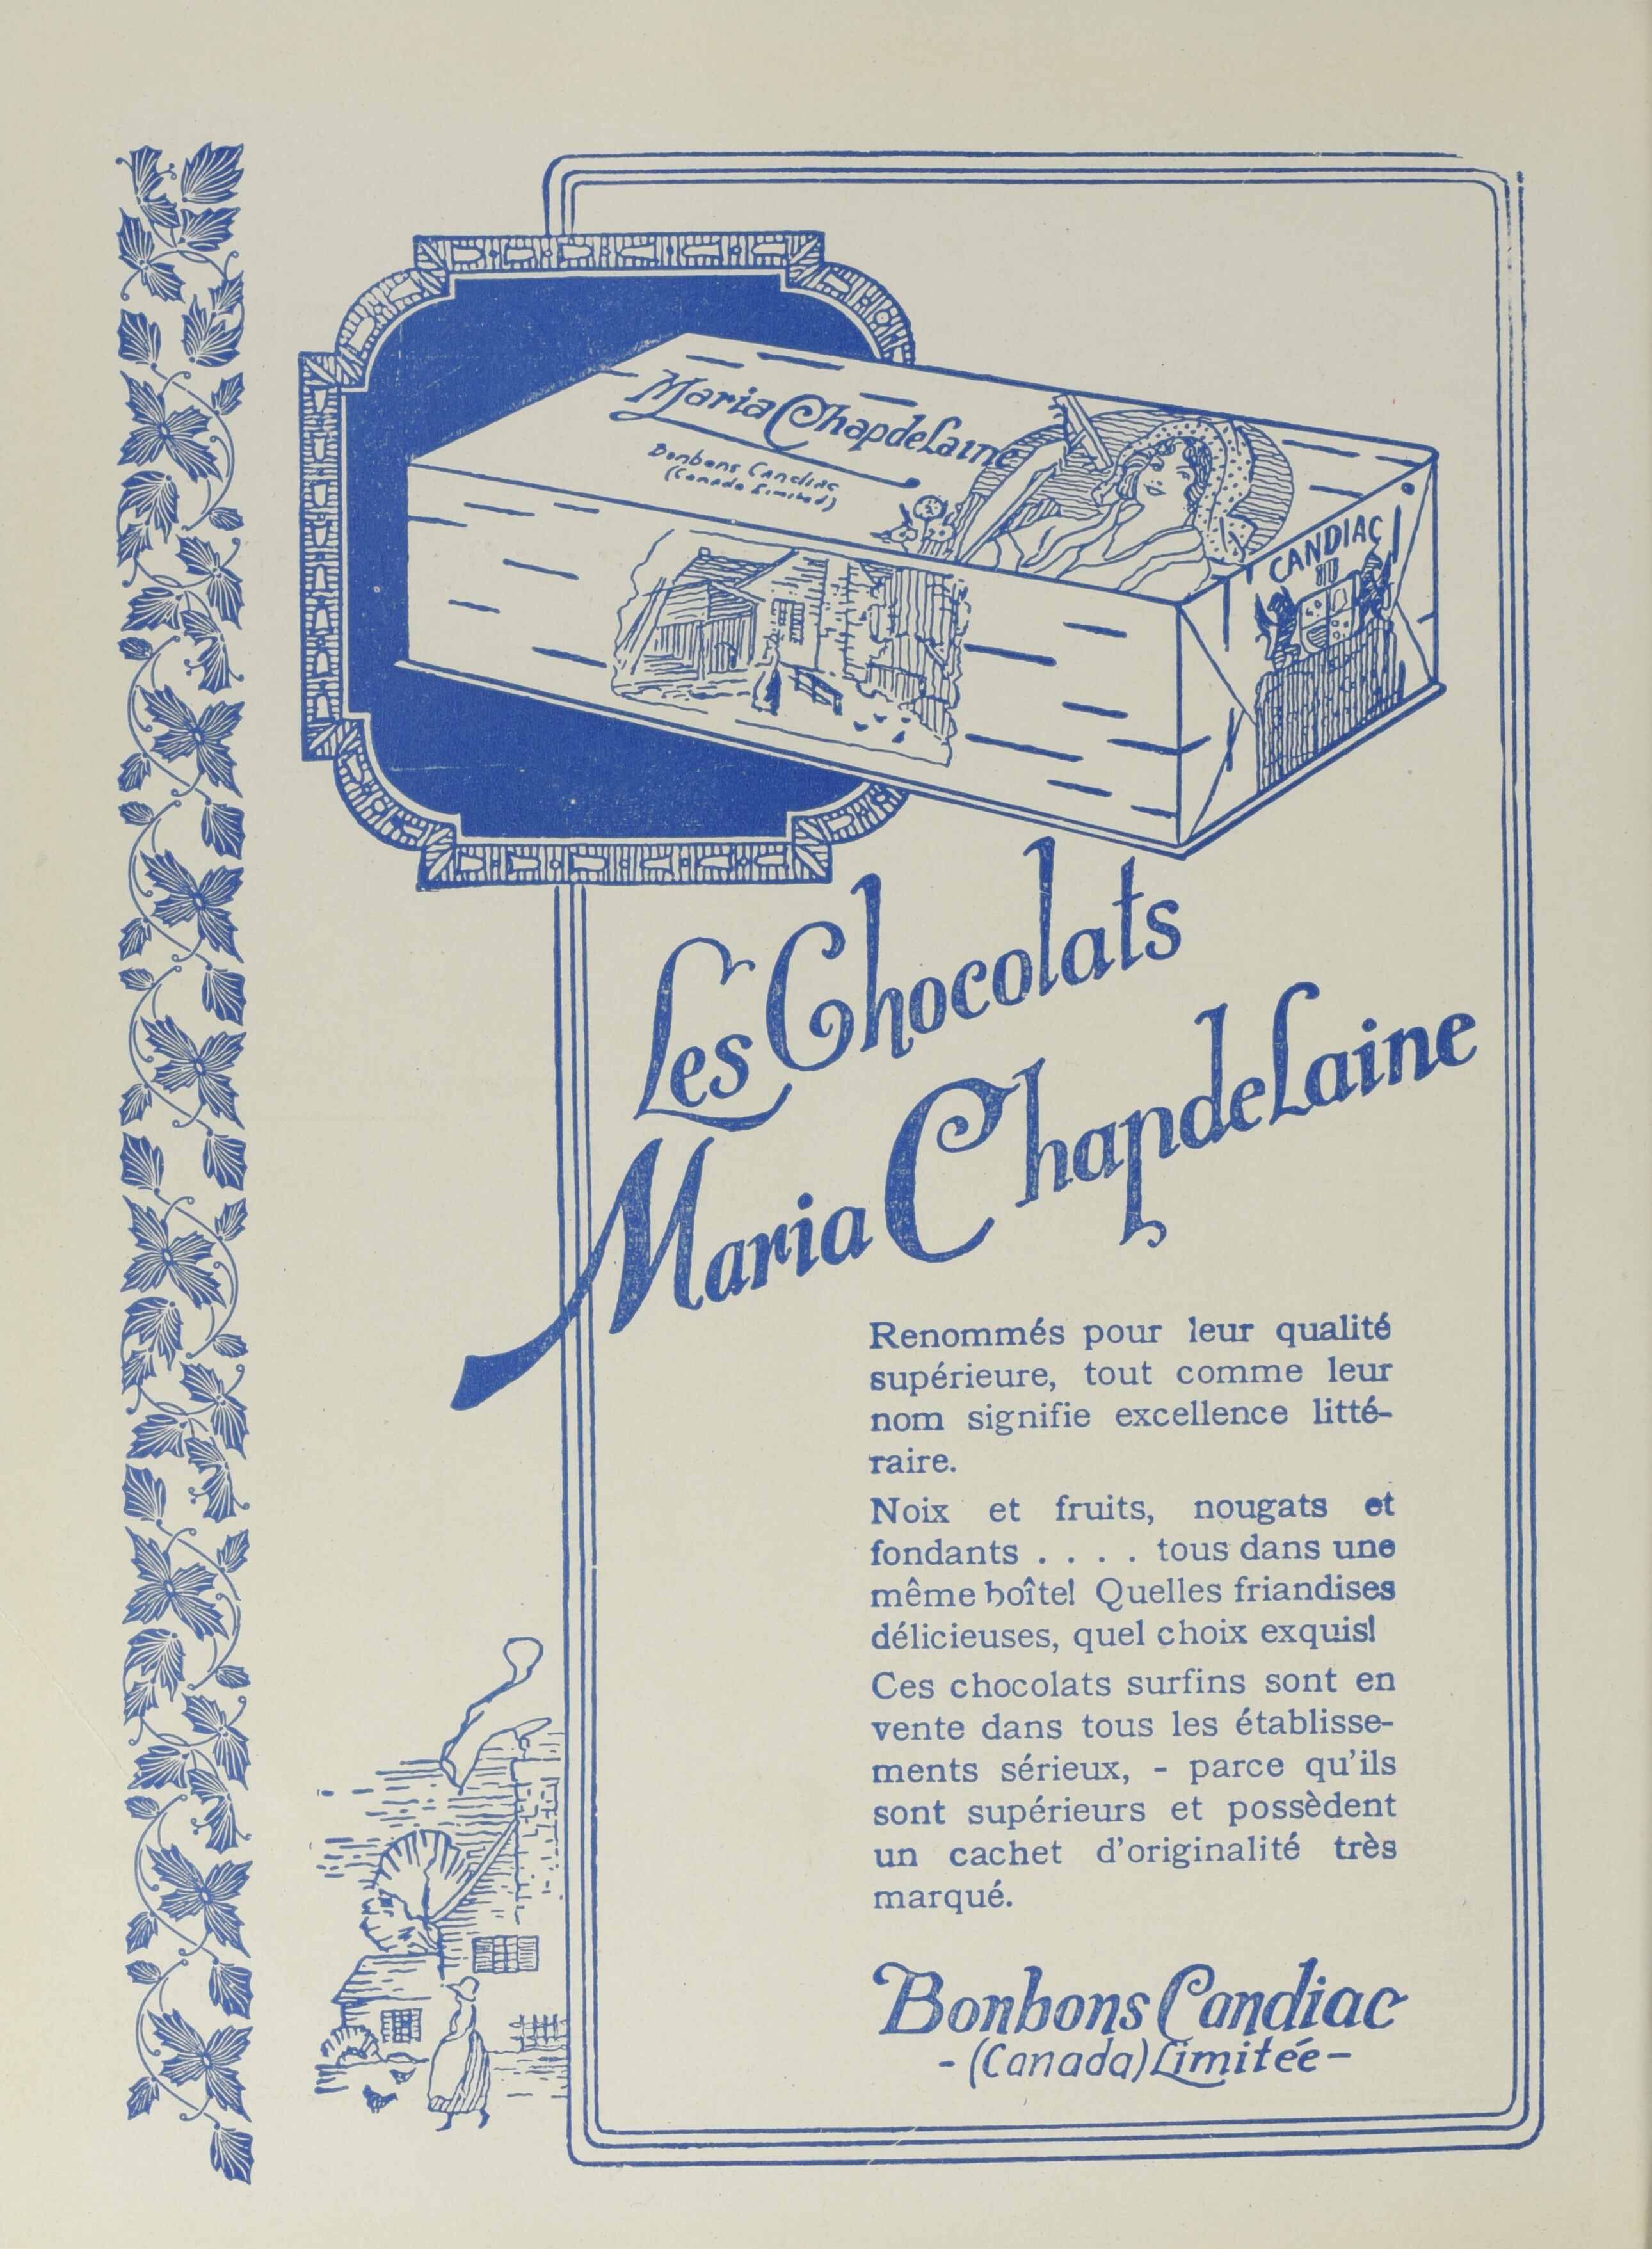 Maria ChapdeLaine
Bonbons Candiac
(Canada Limited)
CANDIAC
Les Chocolats
Maria ChapdeLaine
Renommés pour leur qualité
supérieure, tout comme leur
nom signifie excellence litté-
raire.
Noix et fruits, nougats et
fondants . . . . tous dans une
même boîte! Quelles friandises
délicieuses, quel choix exquis!
Ces chocolats surfins sont en
vente dans tous les établisse-
ments sérieux, - parce qu'ils
sont supérieurs et possèdent
un cachet d'originalité très
marqué.
Bonbons Candiac
- (Canada) Limitée -